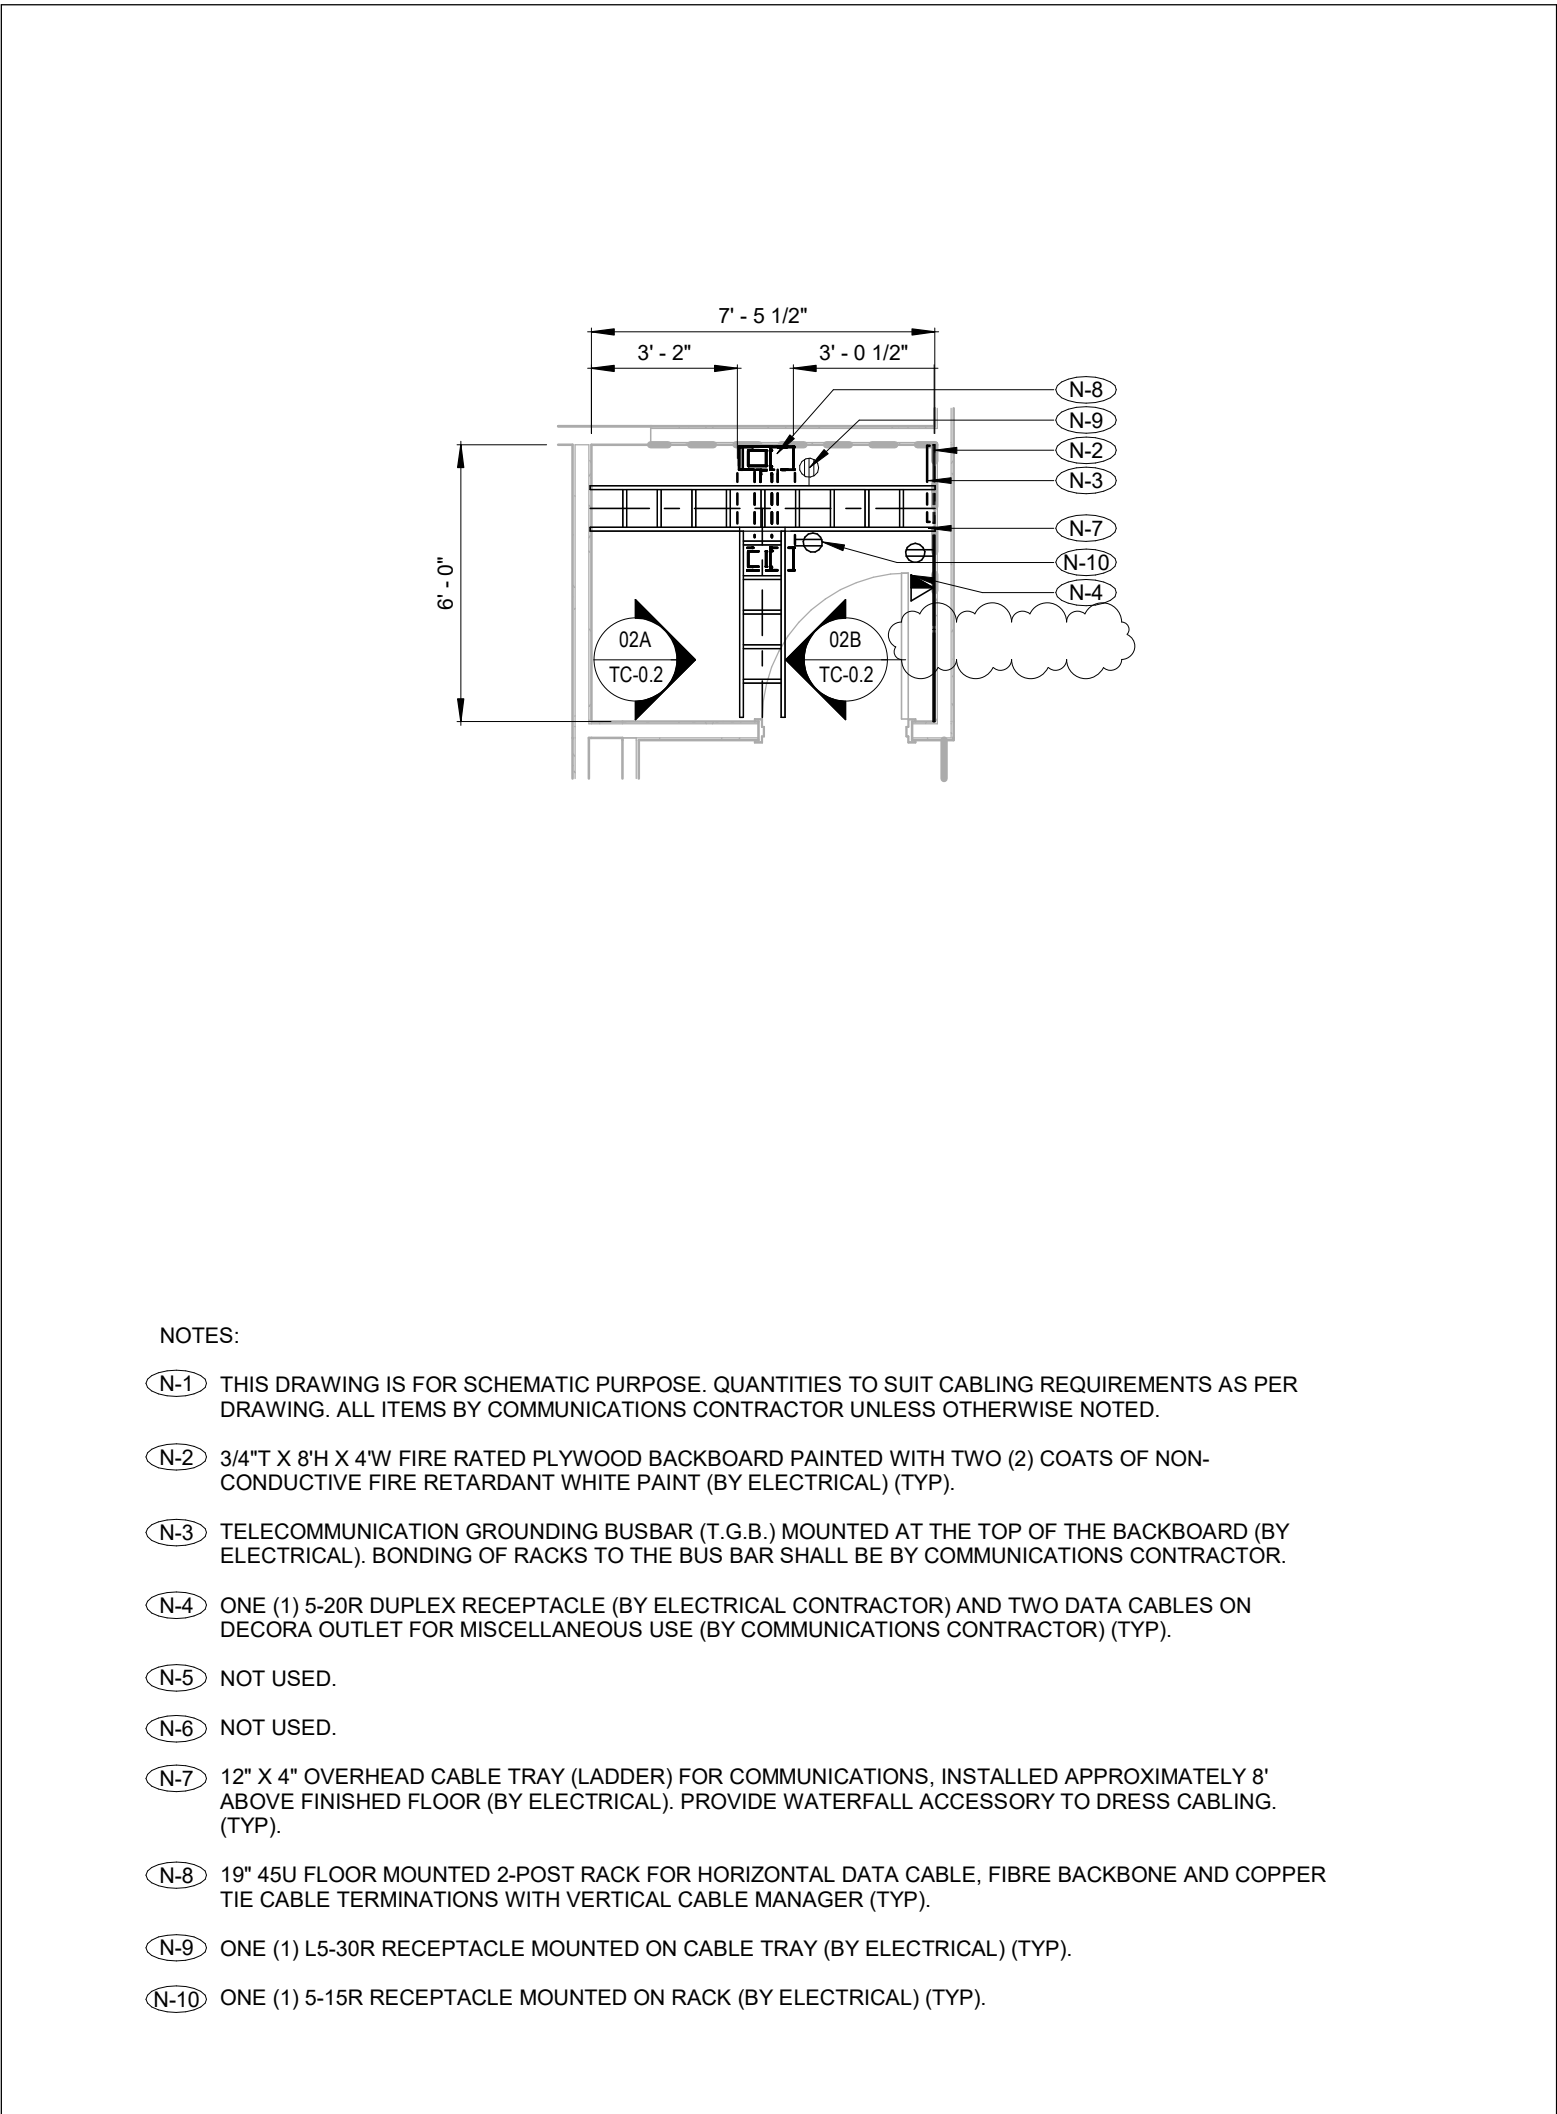 7' - 5 1/2"
3' - 2"
3' - 0 1/2"
N-8
N-9
N-2
N-3
N-7
N-10
N-4
6' - 0"
02A
TC-0.2
02B
TC-0.2
NOTES:
N-1 THIS DRAWING IS FOR SCHEMATIC PURPOSE. QUANTITIES TO SUIT CABLING REQUIREMENTS AS PER
DRAWING. ALL ITEMS BY COMMUNICATIONS CONTRACTOR UNLESS OTHERWISE NOTED.
N-2 3/4"T X 8'H X 4'W FIRE RATED PLYWOOD BACKBOARD PAINTED WITH TWO (2) COATS OF NON-
CONDUCTIVE FIRE RETARDANT WHITE PAINT (BY ELECTRICAL) (TYP).
N-3 TELECOMMUNICATION GROUNDING BUSBAR (T.G.B.) MOUNTED AT THE TOP OF THE BACKBOARD (BY
ELECTRICAL). BONDING OF RACKS TO THE BUS BAR SHALL BE BY COMMUNICATIONS CONTRACTOR.
N-4 ONE (1) 5-20R DUPLEX RECEPTACLE (BY ELECTRICAL CONTRACTOR) AND TWO DATA CABLES ON
DECORA OUTLET FOR MISCELLANEOUS USE (BY COMMUNICATIONS CONTRACTOR) (TYP).
N-5 NOT USED.
N-6 NOT USED.
N-7 12" X 4" OVERHEAD CABLE TRAY (LADDER) FOR COMMUNICATIONS, INSTALLED APPROXIMATELY 8'
ABOVE FINISHED FLOOR (BY ELECTRICAL). PROVIDE WATERFALL ACCESSORY TO DRESS CABLING.
(TYP).
N-8 19" 45U FLOOR MOUNTED 2-POST RACK FOR HORIZONTAL DATA CABLE, FIBRE BACKBONE AND COPPER
TIE CABLE TERMINATIONS WITH VERTICAL CABLE MANAGER (TYP).
N-9 ONE (1) L5-30R RECEPTACLE MOUNTED ON CABLE TRAY (BY ELECTRICAL) (TYP).
N-10 ONE (1) 5-15R RECEPTACLE MOUNTED ON RACK (BY ELECTRICAL) (TYP).